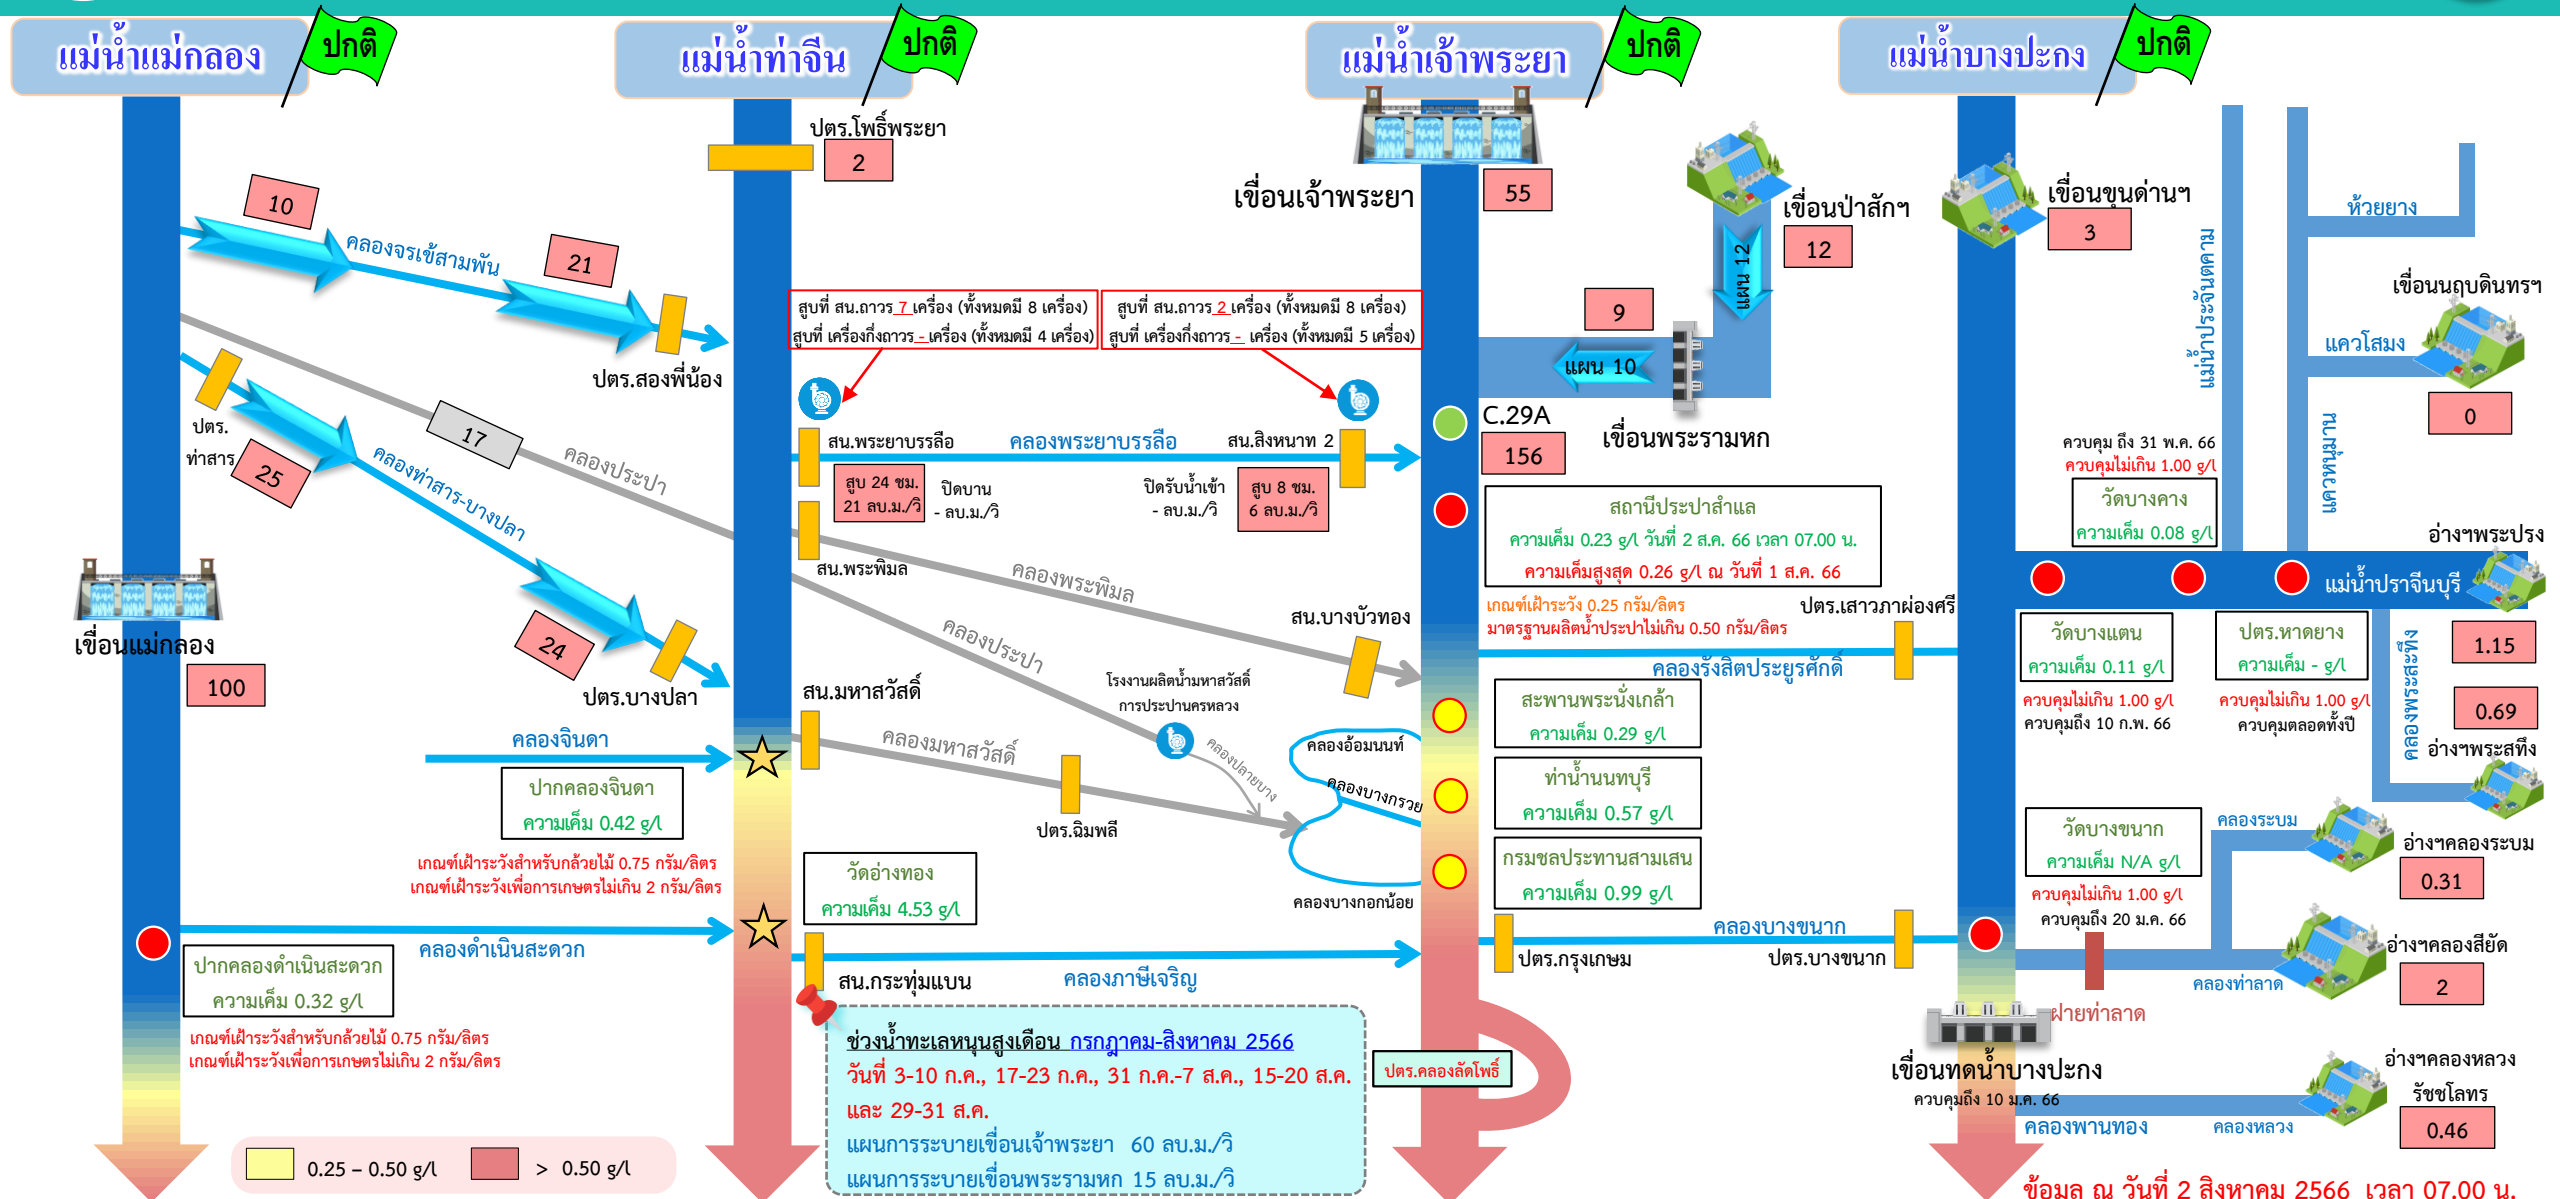 แม่น้ำแม่กลอง
ปกติ
แม่น้ำท่าจีน
ปกติ
แม่น้ำเจ้าพระยา
ปกติ
แม่น้ำบางปะกง
ปกติ
ปตร.โพธิ์พระยา
2
10
คลองจรเข้สามพัน
21
ปตร.สองพี่น้อง
ปตร.
ท่าสาร
25
คลองท่าสาร-บางปลา
24
ปตร.บางปลา
17
คลองประปา
เขื่อนแม่กลอง
100
คลองจินดา
ปากคลองจินดา
ความเค็ม 0.42 g/l
เกณฑ์เฝ้าระวังสำหรับกล้วยไม้ 0.75 กรัม/ลิตร
เกณฑ์เฝ้าระวังเพื่อการเกษตรไม่เกิน 2 กรัม/ลิตร
คลองดำเนินสะดวก
ปากคลองดำเนินสะดวก
ความเค็ม 0.32 g/l
เกณฑ์เฝ้าระวังสำหรับกล้วยไม้ 0.75 กรัม/ลิตร
เกณฑ์เฝ้าระวังเพื่อการเกษตรไม่เกิน 2 กรัม/ลิตร
0.25 – 0.50 g/l
> 0.50 g/l
สูบที่ สน.ถาวร 7 เครื่อง (ทั้งหมดมี 8 เครื่อง)
สูบที่ เครื่องกึ่งถาวร - เครื่อง (ทั้งหมดมี 4 เครื่อง)
สูบที่ สน.ถาวร 2 เครื่อง (ทั้งหมดมี 8 เครื่อง)
สูบที่ เครื่องกึ่งถาวร - เครื่อง (ทั้งหมดมี 5 เครื่อง)
สน.พระยาบรรลือ
คลองพระยาบรรลือ
สน.สิงหนาท 2
สูบ 24 ชม.
21 ลบ.ม./วิ
ปิดบาน
- ลบ.ม./วิ
ปิดรับน้ำเข้า
- ลบ.ม./วิ
สูบ 8 ชม.
6 ลบ.ม./วิ
สน.พระพิมล
คลองพระพิมล
คลองประปา
สน.บางบัวทอง
โรงงานผลิตน้ำมหาสวัสดิ์
การประปานครหลวง
สน.มหาสวัสดิ์
คลองมหาสวัสดิ์
คลองปลายบาง
ปตร.ฉิมพลี
คลองอ้อมนนท์
คลองบางกรวย
คลองบางกอกน้อย
วัดอ่างทอง
ความเค็ม 4.53 g/l
สน.กระทุ่มแบน
คลองภาษีเจริญ
ช่วงน้ำทะเลหนุนสูงเดือน กรกฎาคม-สิงหาคม 2566
วันที่ 3-10 ก.ค., 17-23 ก.ค., 31 ก.ค.-7 ส.ค., 15-20 ส.ค.
และ 29-31 ส.ค.
แผนการระบายเขื่อนเจ้าพระยา 60 ลบ.ม./วิ
แผนการระบายเขื่อนพระรามหก 15 ลบ.ม./วิ
ปตร.คลองลัดโพธิ์
เขื่อนเจ้าพระยา
55
เขื่อนป่าสักฯ
12
แผน 12
9
แผน 10
เขื่อนพระรามหก
C.29A
156
สถานีประปาสำแล
ความเค็ม 0.23 g/l วันที่ 2 ส.ค. 66 เวลา 07.00 น.
ความเค็มสูงสุด 0.26 g/l ณ วันที่ 1 ส.ค. 66
เกณฑ์เฝ้าระวัง 0.25 กรัม/ลิตร
มาตรฐานผลิตน้ำประปาไม่เกิน 0.50 กรัม/ลิตร
ปตร.เสาวภาผ่องศรี
คลองรังสิตประยูรศักดิ์
สะพานพระนั่งเกล้า
ความเค็ม 0.29 g/l
ท่าน้ำนนทบุรี
ความเค็ม 0.57 g/l
กรมชลประทานสามเสน
ความเค็ม 0.99 g/l
คลองบางขนาก
ปตร.กรุงเกษม
ปตร.บางขนาก
เขื่อนขุนด่านฯ
3
แม่น้ำประจันตคาม
ห้วยยาง
เขื่อนนฤบดินทรฯ
แควโสมง
0
แควหนุมาน
ควบคุม ถึง 31 พ.ค. 66
ควบคุมไม่เกิน 1.00 g/l
วัดบางคาง
ความเค็ม 0.08 g/l
อ่างฯพระปรง
แม่น้ำปราจีนบุรี
1.15
วัดบางแตน
ความเค็ม 0.11 g/l
ควบคุมไม่เกิน 1.00 g/l
ควบคุมถึง 10 ก.พ. 66
ปตร.หาดยาง
ความเค็ม - g/l
ควบคุมไม่เกิน 1.00 g/l
ควบคุมตลอดทั้งปี
คลองพระสะทึง
0.69
อ่างฯพระสทึง
วัดบางขนาก
ความเค็ม N/A g/l
ควบคุมไม่เกิน 1.00 g/l
ควบคุมถึง 20 ม.ค. 66
คลองระบม
อ่างฯคลองระบม
0.31
อ่างฯคลองสียัด
2
คลองท่าลาด
ฝายท่าลาด
เขื่อนทดน้ำบางปะกง
ควบคุมถึง 10 ม.ค. 66
อ่างฯคลองหลวง
รัชชโลทร
0.46
คลองพานทอง
คลองหลวง
ข้อมูล ณ วันที่ 2 สิงหาคม 2566 เวลา 07.00 น.